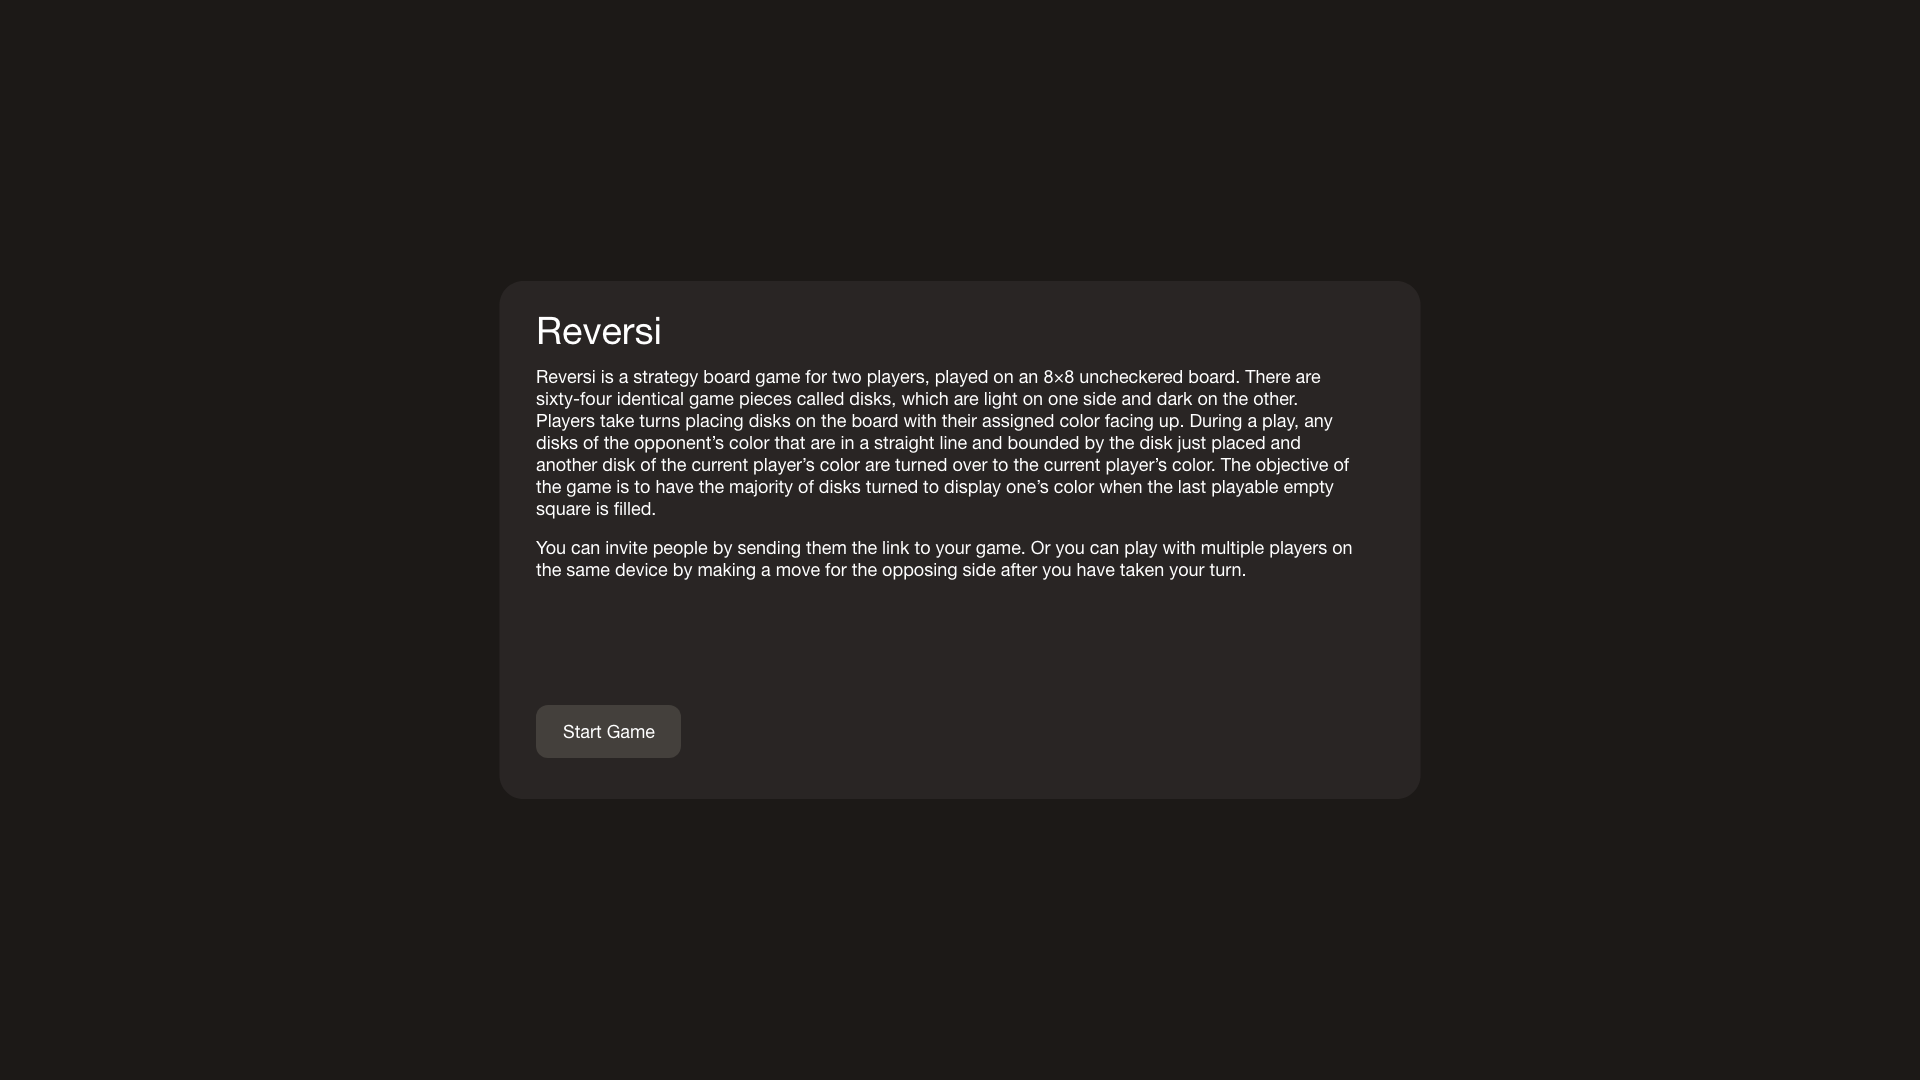 Reversi
Reversi is a strategy board game for two players, played on an 8×8 uncheckered board. There are
sixty-four identical game pieces called disks, which are light on one side and dark on the other.
Players take turns placing disks on the board with their assigned color facing up. During a play, any
disks of the opponent’s color that are in a straight line and bounded by the disk just placed and
another disk of the current player’s color are turned over to the current player’s color. The objective of
the game is to have the majority of disks turned to display one’s color when the last playable empty
square is filled.
You can invite people by sending them the link to your game. Or you can play with multiple players on
the same device by making a move for the opposing side after you have taken your turn.
Start Game